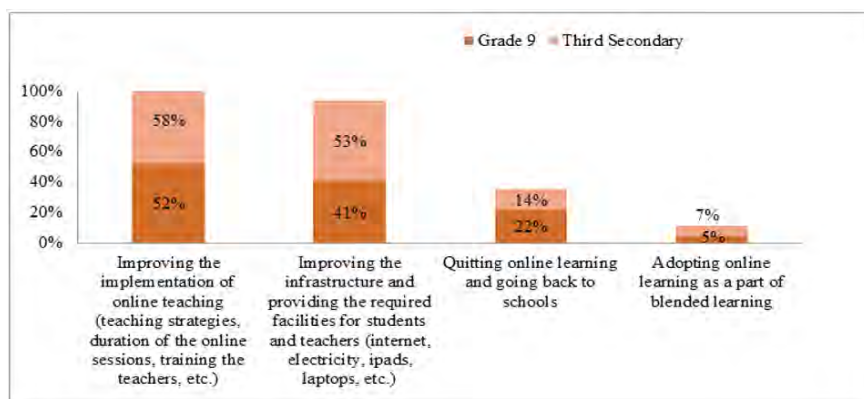 Grade 9 Third Secondary
100%
80%
60%
40%
20%
0%
58%
52%
53%
41%
14%
22%
7%
5%
Improving the
implementation of
online teaching
(teaching strategies,
duration of the online
sessions, training the
teachers, etc.)
Improving the
infrastructure and
providing the required
facilities for students
and teachers (internet,
electricity, ipads,
laptops, etc.)
Quitting online learning
and going back to
schools
Adopting online
learning as a part of
blended learning